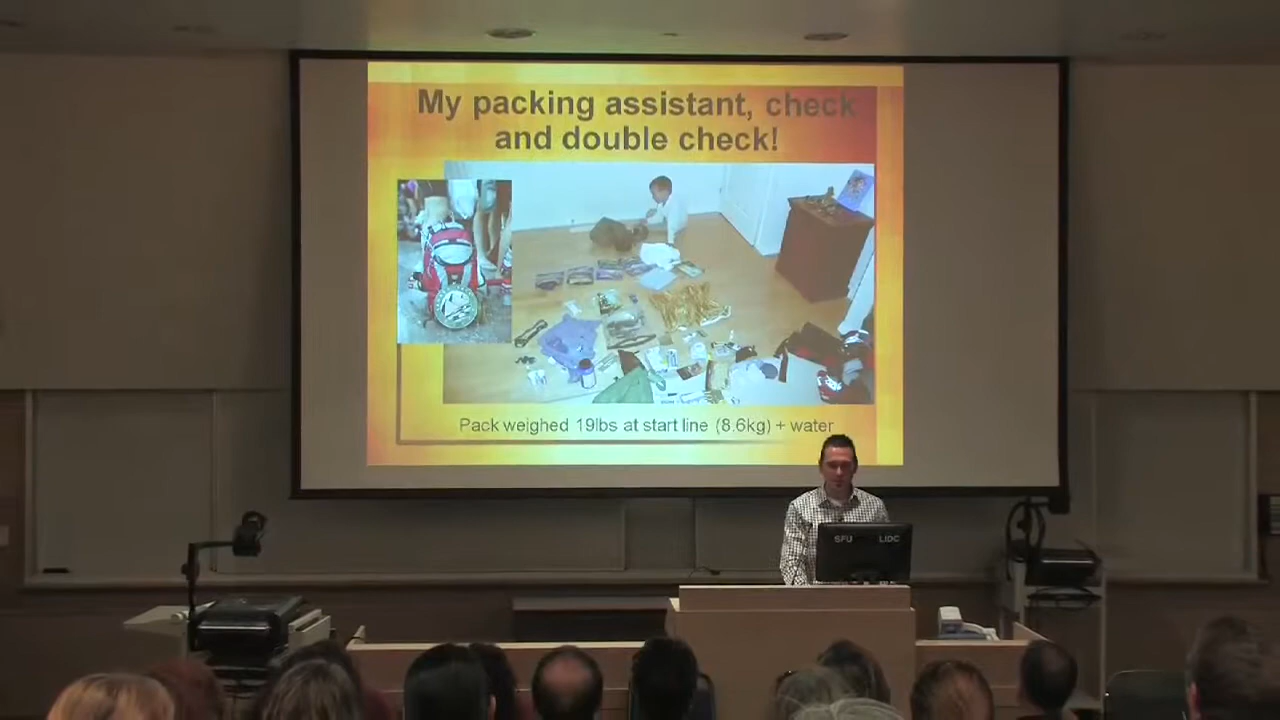 My packing assistant, check
and double check!
Pack weighed 19lbs at start line (8.6kg) + water
SFU LIDC